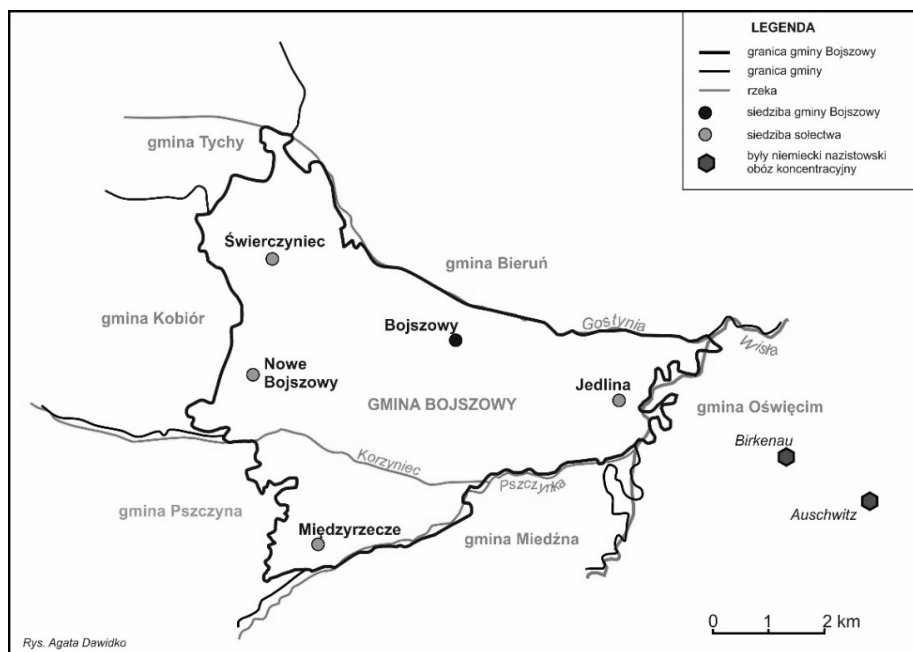 LEGENDA
granica gminy Bojszowy
granica gminy
rzeka
siedziba gminy Bojszowy
siedziba sołectwa
były niemiecki nazistowski
obóz koncentracyjny
gmina Tychy
Świerczyniec
gmina Bieruń
gmina Kobiór
Bojszowy
Gostynia
Wisła
Nowe
Bojszowy
Jedlina
GMINA BOJSZOWY
gmina Oświęcim
Birkenau
Korzyniec
Pszczynka
gmina Pszczyna
Auschwitz
Międzyrzecze
gmina Miedźna
0 1 2 km
Rys. Agata Dawidko